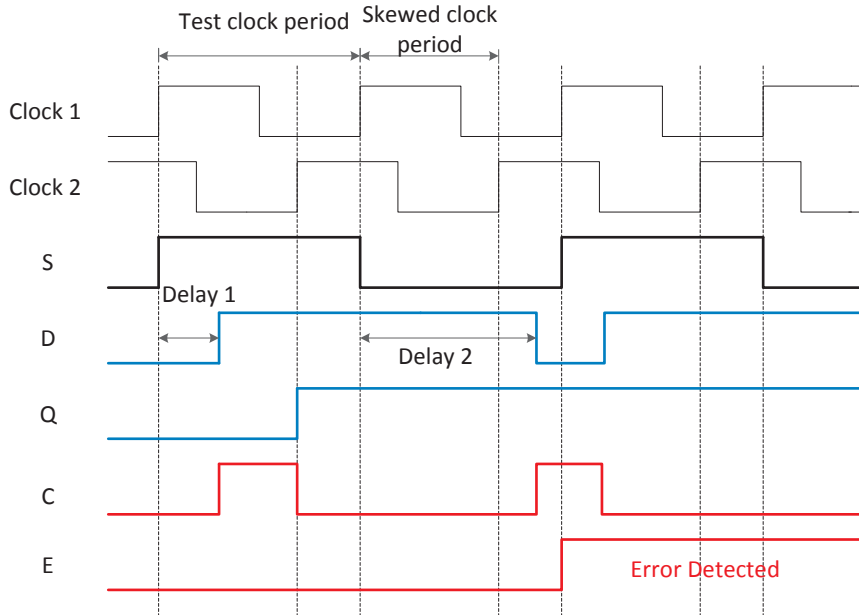 Test clock period
Skewed clock
period
Clock 1
Clock 2
S
Delay 1
D
Delay 2
Q
C
E
Error Detected